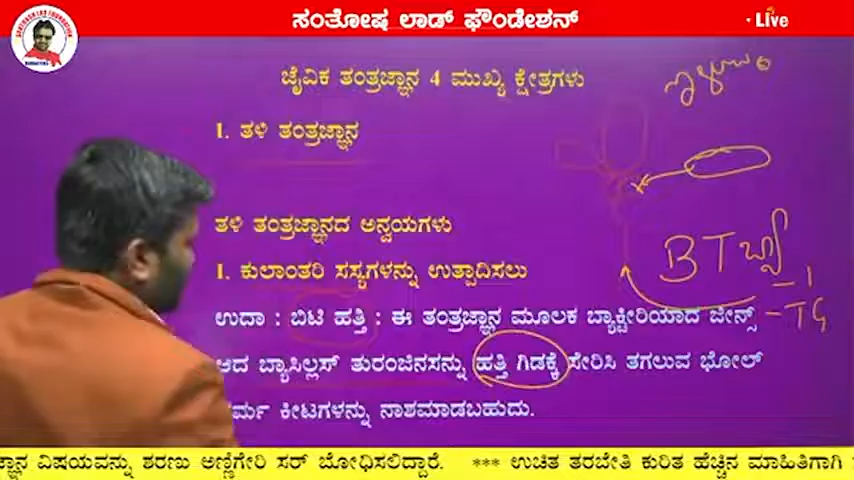 ಸಂತೋಷ ಲಾಡ್ ಫೌಂಡೇಶನ್
Live
ಜೈವಿಕ ತಂತ್ರಜ್ಞಾನ 4 ಮುಖ್ಯ ಕ್ಷೇತ್ರಗಳು
1. ತಳಿ ತಂತ್ರಜ್ಞಾನ
ತಳಿ ತಂತ್ರಜ್ಞಾನದ ಅನ್ವಯಗಳು
1. ಕುಲಾಂತರಿ ಸಸ್ಯಗಳನ್ನು ಉತ್ಪಾದಿಸಲು
BT
- 1
ಉದಾ : ಬಿಟಿ ಹತ್ತಿ : ಈ ತಂತ್ರಜ್ಞಾನ ಮೂಲಕ ಬ್ಯಾಕ್ಟೀರಿಯಾದ ಜೀನ್ಸ್
- TG
ಆದ ಬ್ಯಾಸಿಲ್ಲಸ್ ತುರಂಜಿನಸನ್ನು ಹತ್ತಿ ಗಿಡಕ್ಕೆ ಸೇರಿಸಿ ತಗಲುವ ಭೋಲ್
ಕೀಟಗಳನ್ನು ನಾಶಮಾಡಬಹುದು.
ವಿಷಯವನ್ನು ಶರಣು ಅಣ್ಣಿಗೇರಿ ಸರ್ ಬೋಧಿಸಲಿದ್ದಾರೆ. *** ಉಚಿತ ತರಬೇತಿ ಕುರಿತ ಹೆಚ್ಚಿನ ಮಾಹಿತಿಗಾಗಿ